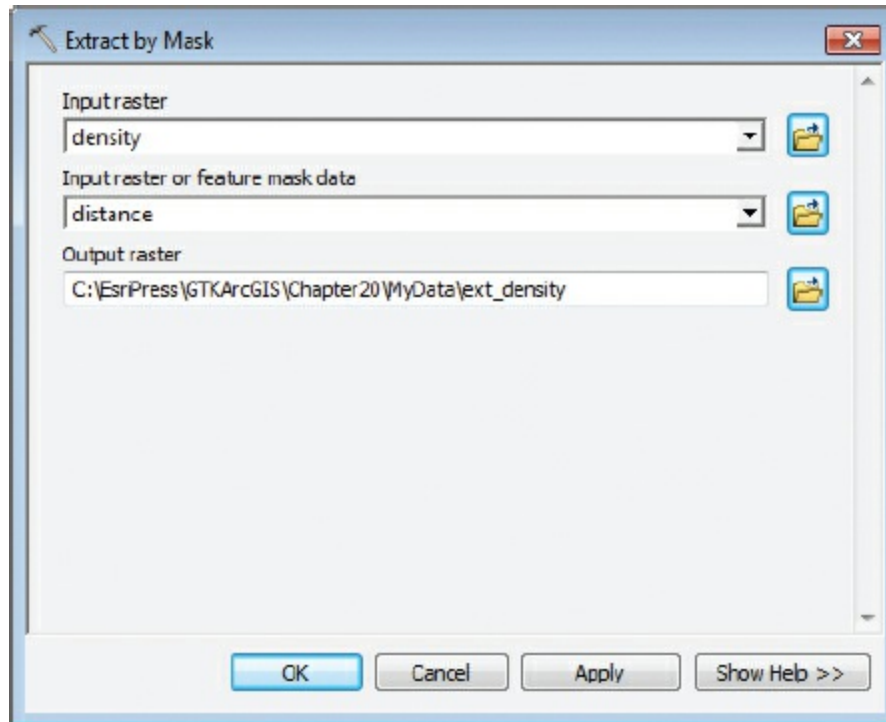 Extract by Mask
Input raster
density
Input raster or feature mask data
distance
Output raster
C:\EsriPress\GTKArcGIS\Chapter20\MyData\ext_density
OK Cancel Apply Show Help >>